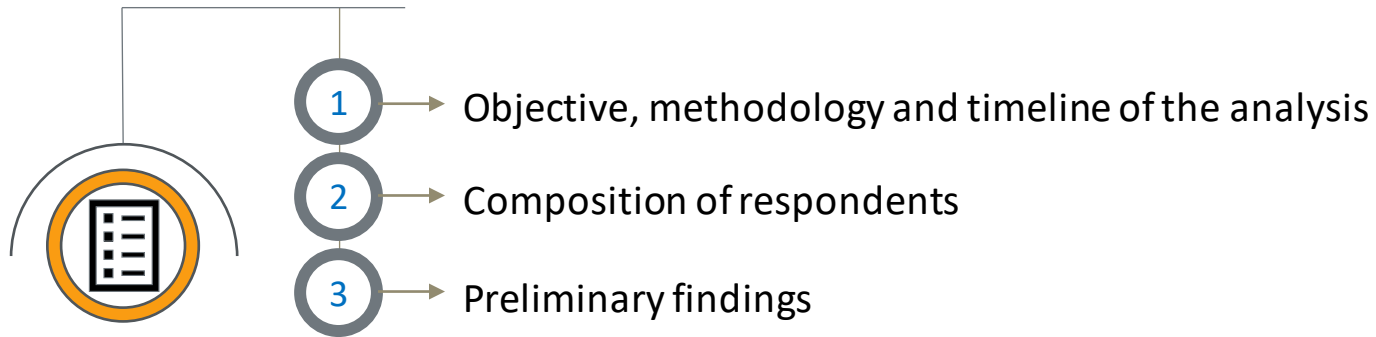 1 Objective, methodology and timeline of the analysis
2 Composition of respondents
3 Preliminary findings